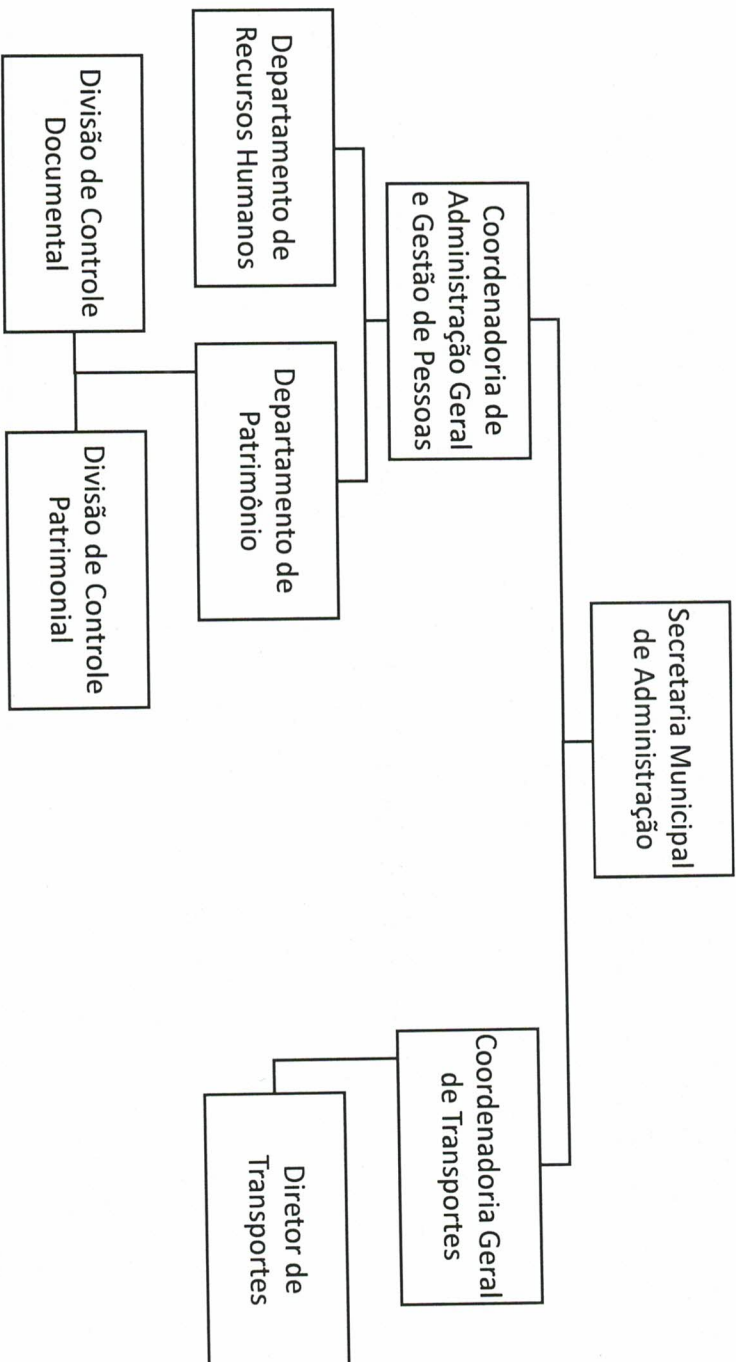 Secretaria Municipal
de Administração
Coordenadoria de
Administração Geral
e Gestão de Pessoas
Coordenadoria Geral
de Transportes
Departamento de
Recursos Humanos
Departamento de
Patrimônio
Diretor de
Transportes
Divisão de Controle
Documental
Divisão de Controle
Patrimonial